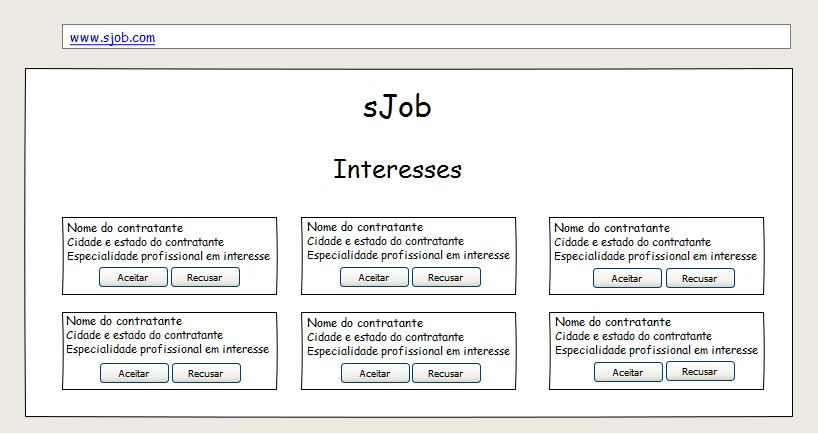 www.sjob.com
sJob
Interesses
Nome do contratante
Cidade e estado do contratante
Especialidade profissional em interesse
Aceitar Recusar
Nome do contratante
Cidade e estado do contratante
Especialidade profissional em interesse
Aceitar Recusar
Nome do contratante
Cidade e estado do contratante
Especialidade profissional em interesse
Aceitar Recusar
Nome do contratante
Cidade e estado do contratante
Especialidade profissional em interesse
Aceitar Recusar
Nome do contratante
Cidade e estado do contratante
Especialidade profissional em interesse
Aceitar Recusar
Nome do contratante
Cidade e estado do contratante
Especialidade profissional em interesse
Aceitar Recusar